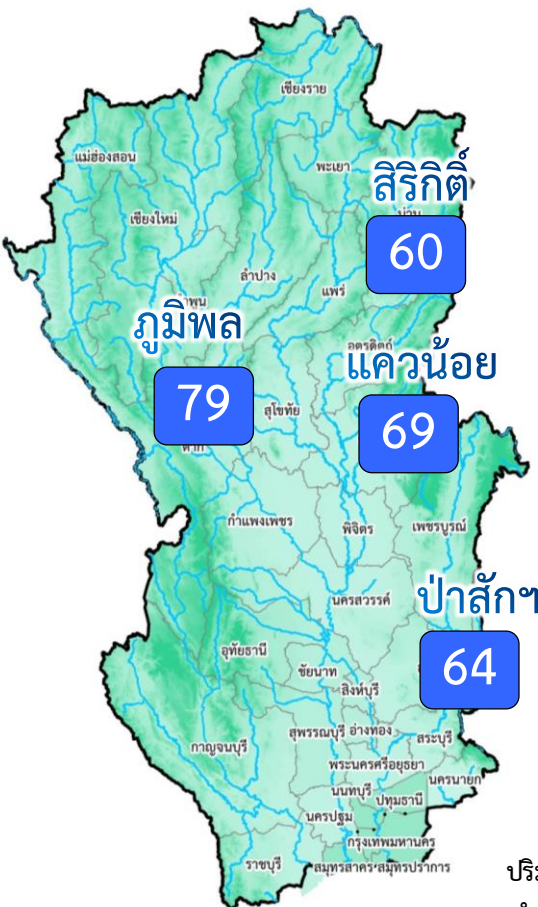 เชียงราย
แม่ฮ่องสอน
พะเยา
สิริกิติ์
น่าน
เชียงใหม่
60
ลำปาง
แพร่
ภูมิพล
อุตรดิตถ์
แควน้อย
79
สุโขทัย
69
ตาก
กำแพงเพชร
พิจิตร
เพชรบูรณ์
ป่าสักฯ
นครสวรรค์
อุทัยธานี
64
ชัยนาท
สิงห์บุรี
สุพรรณบุรี อ่างทอง
สระบุรี
กาญจนบุรี
พระนครศรีอยุธยา
นครนายก
นนทบุรี
ปทุมธานี
นครปฐม
กรุงเทพมหานคร
ราชบุรี
สมุทรสาคร สมุทรปราการ